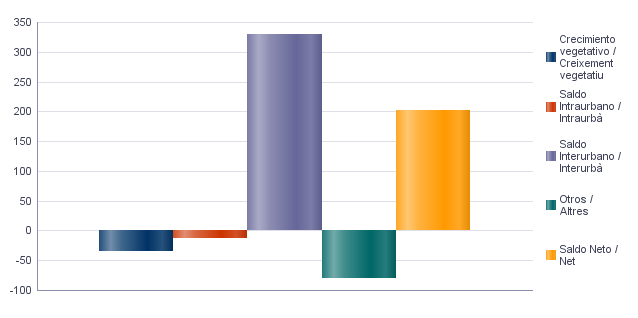 350
300
250
200
150
100
50
0
-50
-100
Crecimiento
vegetativo /
Creixement
vegetatiu
Saldo
Intraurbano /
Intraurbà
Saldo
Interurbano /
Interurbà
Otros /
Altres
Saldo Neto /
Net